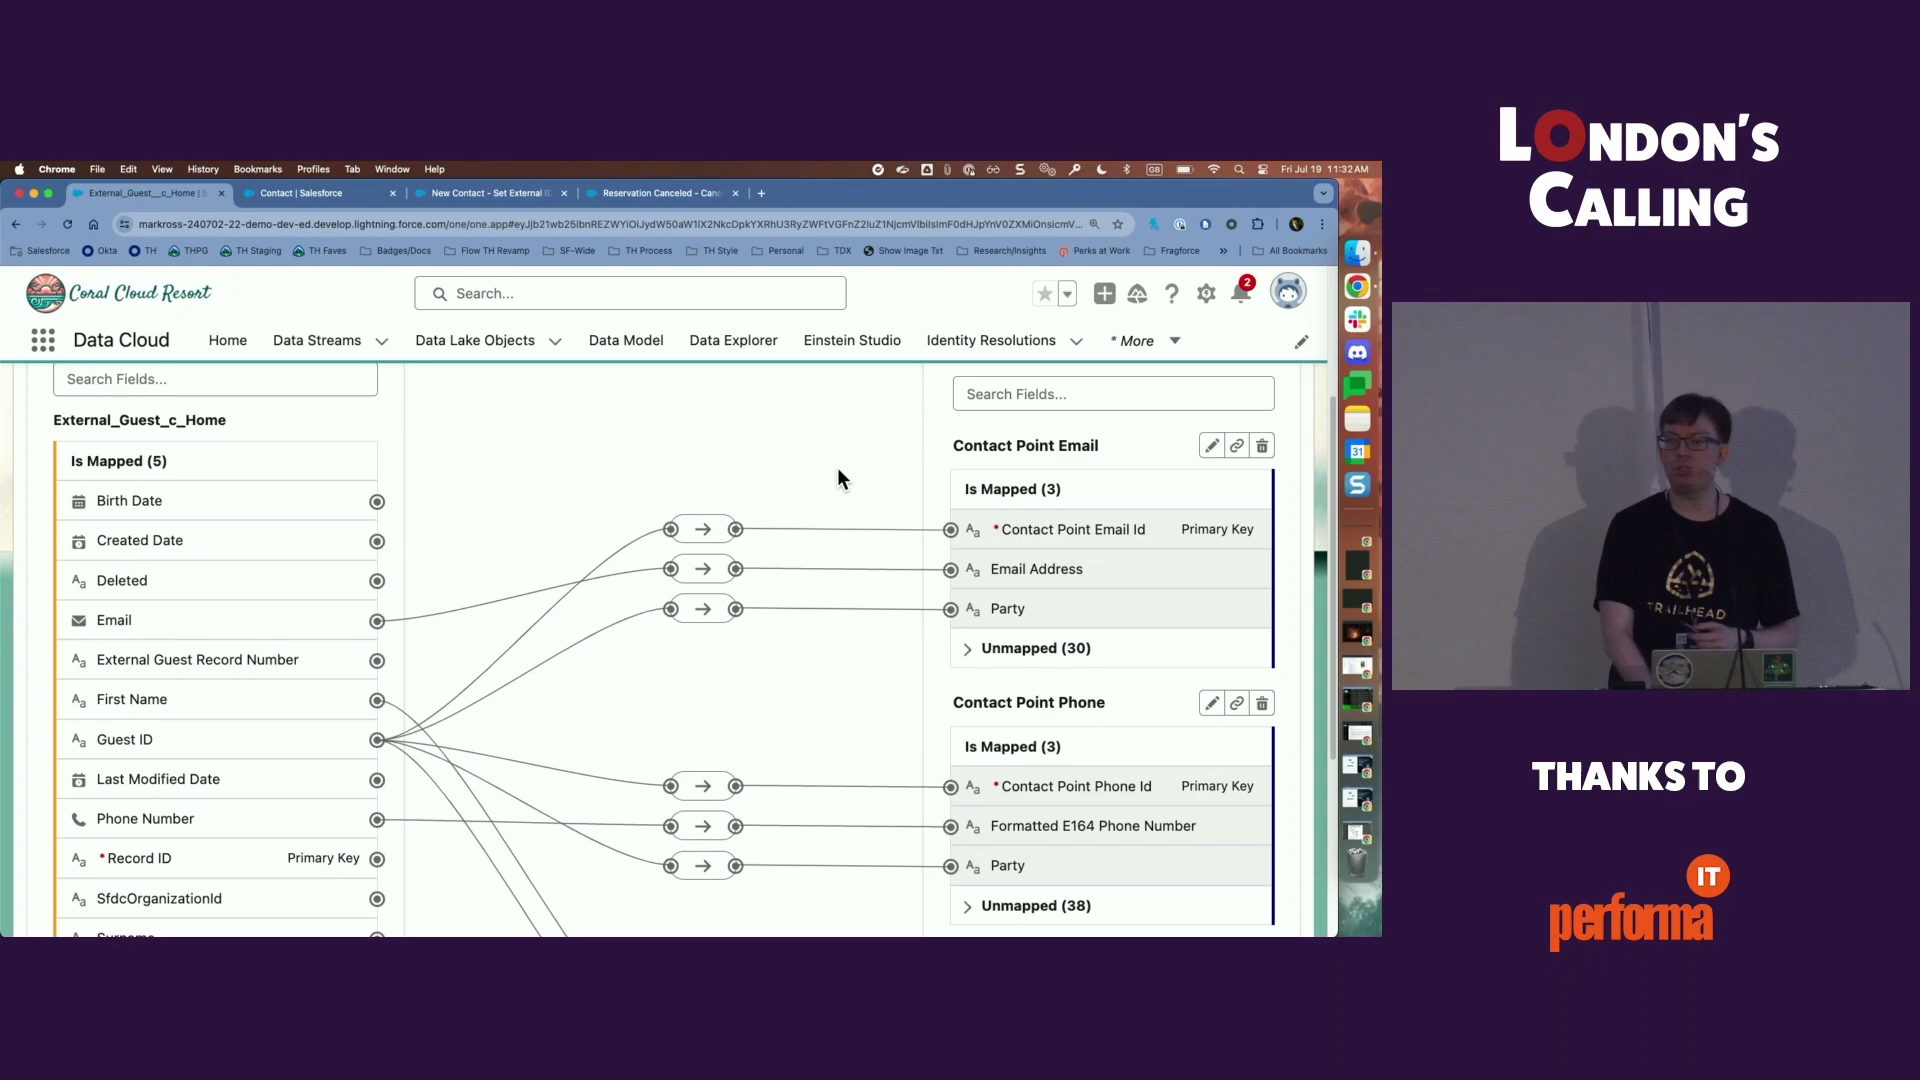 Chrome File Edit View History Bookmarks Profiles Tab Window Help
Fri Jul 19 11:32 AM
External_Guest__c_Home | S
Contact | Salesforce
New Contact - Set External I
Reservation Canceled - Canc
Salesforce
Okta
TH
THPG
TH Staging
TH Faves
Badges/Docs
Flow TH Revamp
SF-Wide
TH Process
TH Style
Personal
TDX
Show Image Txt
Research/Insights
Perks at Work
Fragforce
All Bookmarks
Coral Cloud Resort
Search...
2
Data Cloud
Home
Data Streams
Data Lake Objects
Data Model
Data Explorer
Einstein Studio
Identity Resolutions
* More
Search Fields...
External_Guest_c_Home
Is Mapped (5)
Birth Date
Created Date
Deleted
Email
External Guest Record Number
First Name
Guest ID
Last Modified Date
Phone Number
* Record ID Primary Key
SfdcOrganizationId
Surname
Search Fields...
Contact Point Email
Is Mapped (3)
* Contact Point Email Id Primary Key
Email Address
Party
Unmapped (30)
Contact Point Phone
Is Mapped (3)
* Contact Point Phone Id Primary Key
Formatted E164 Phone Number
Party
Unmapped (38)
LONDON'S
CALLING
TRAILHEAD
THANKS TO
IT
performa